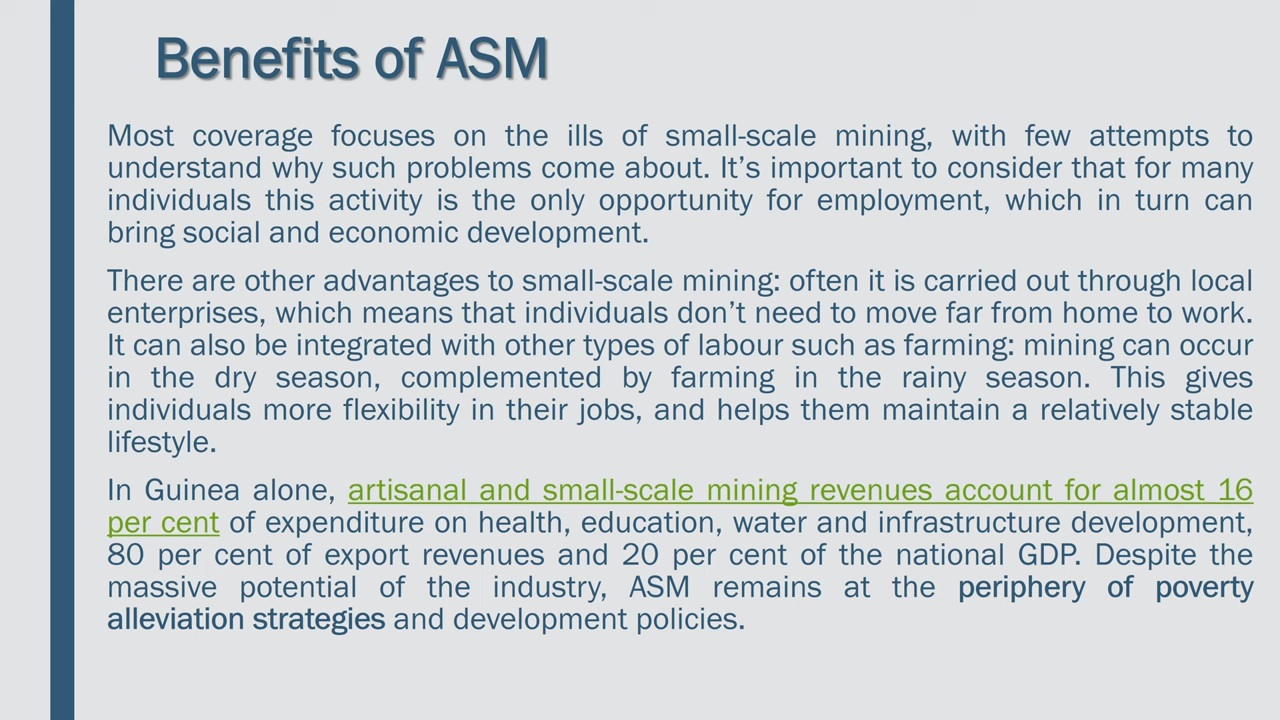 Benefits of ASM
Most coverage focuses on the ills of small-scale mining, with few attempts to
understand why such problems come about. It’s important to consider that for many
individuals this activity is the only opportunity for employment, which in turn can
bring social and economic development.
There are other advantages to small-scale mining: often it is carried out through local
enterprises, which means that individuals don’t need to move far from home to work.
It can also be integrated with other types of labour such as farming: mining can occur
in the dry season, complemented by farming in the rainy season. This gives
individuals more flexibility in their jobs, and helps them maintain a relatively stable
lifestyle.
In Guinea alone, artisanal and small-scale mining revenues account for almost 16
per cent of expenditure on health, education, water and infrastructure development,
80 per cent of export revenues and 20 per cent of the national GDP. Despite the
massive potential of the industry, ASM remains at the periphery of poverty
alleviation strategies and development policies.